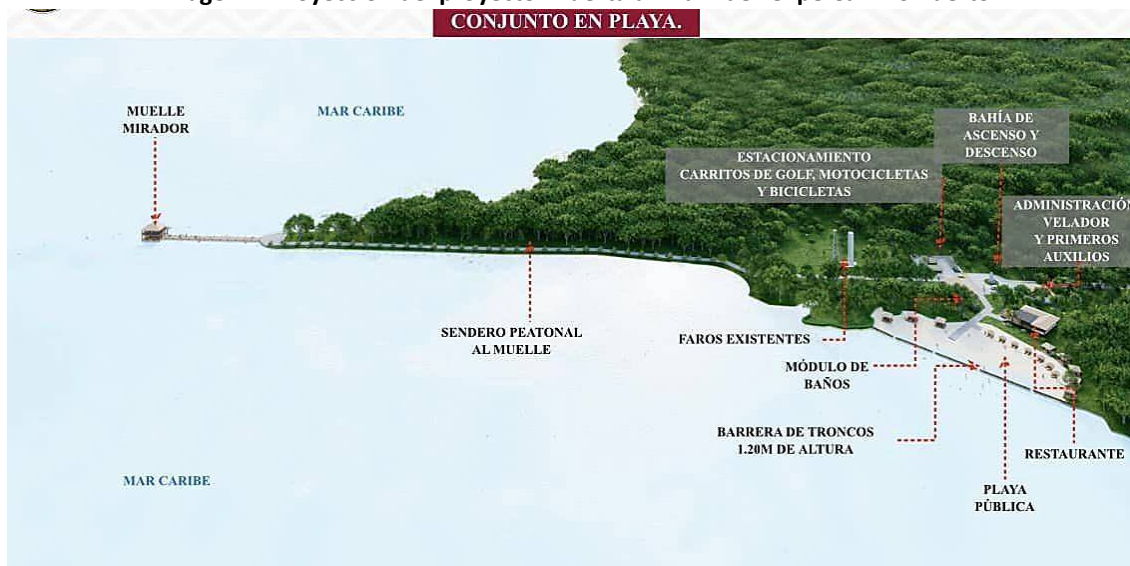 CONJUNTO EN PLAYA.
MUELLE
MIRADOR
MAR CARIBE
BAHÍA DE
ASCENSO Y
DESCENSO
ESTACIONAMIENTO
CARRITOS DE GOLF, MOTOCICLETAS
Y BICICLETAS
ADMINISTRACIÓN
VELADOR
Y PRIMEROS
AUXILIOS
SENDERO PEATONAL
AL MUELLE
FAROS EXISTENTES
MÓDULO DE
BAÑOS
BARRERA DE TRONCOS
1.20M DE ALTURA
RESTAURANTE
MAR CARIBE
PLAYA
PÚBLICA